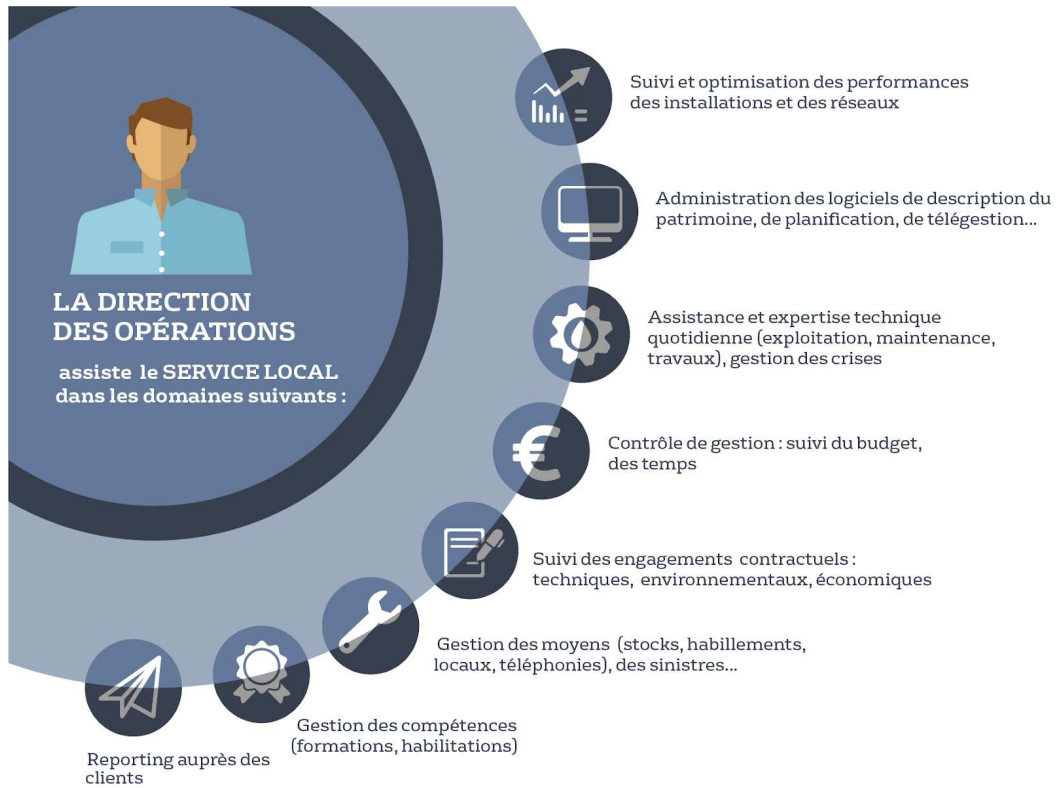 LA DIRECTION
DES OPÉRATIONS
assiste le SERVICE LOCAL
dans les domaines suivants :
Suivi et optimisation des performances
des installations et des réseaux
Administration des logiciels de description du
patrimoine, de planification, de télégestion...
Assistance et expertise technique
quotidienne (exploitation, maintenance,
travaux), gestion des crises
Contrôle de gestion : suivi du budget,
des temps
Suivi des engagements contractuels :
techniques, environnementaux, économiques
Gestion des moyens (stocks, habillements,
locaux, téléphonies), des sinistres...
Gestion des compétences
(formations, habilitations)
Reporting auprès des
clients